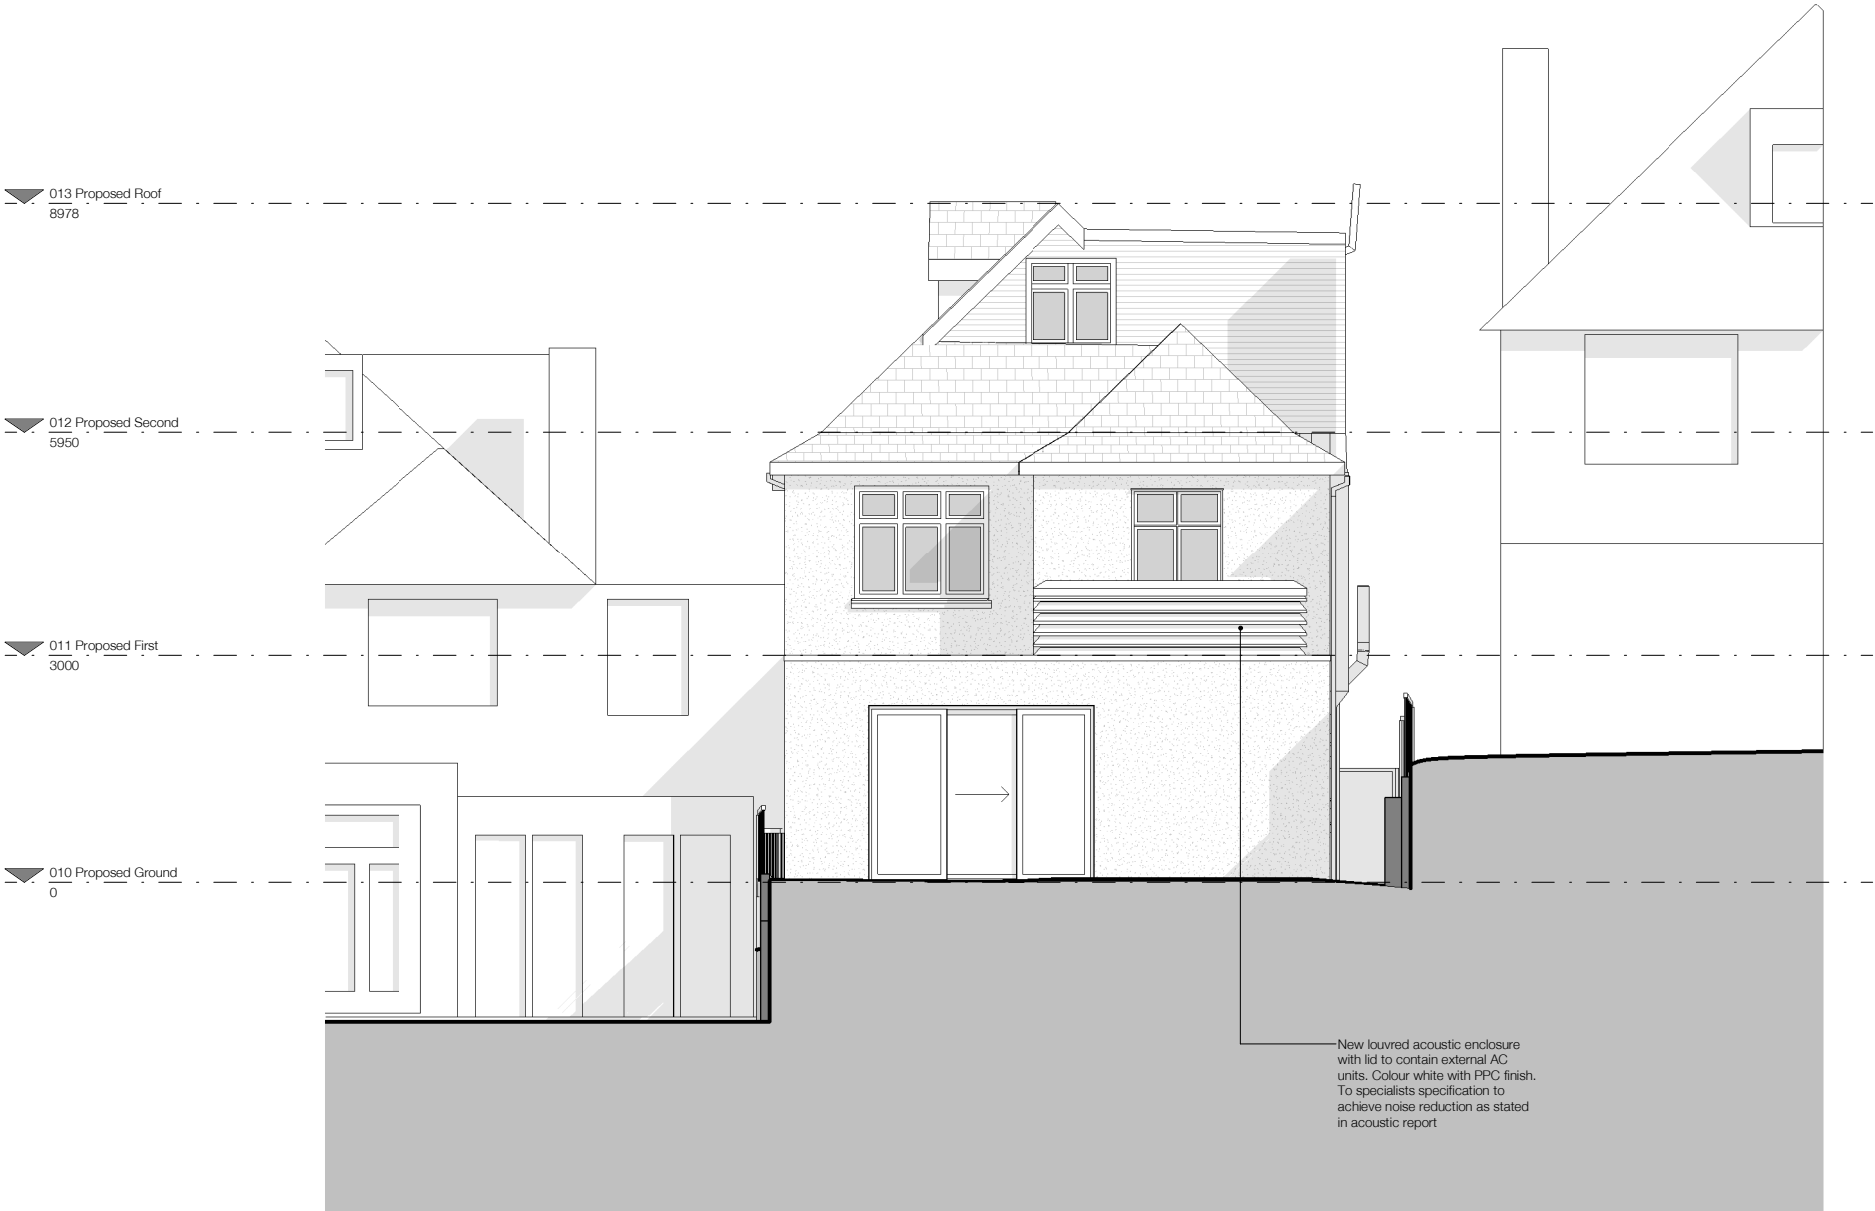 013 Proposed Roof
8978
012 Proposed Second
5950
011 Proposed First
3000
010 Proposed Ground
0
New louvred acoustic enclosure
with lid to contain external AC
units. Colour white with PPC finish.
To specialists specification to
achieve noise reduction as stated
in acoustic report